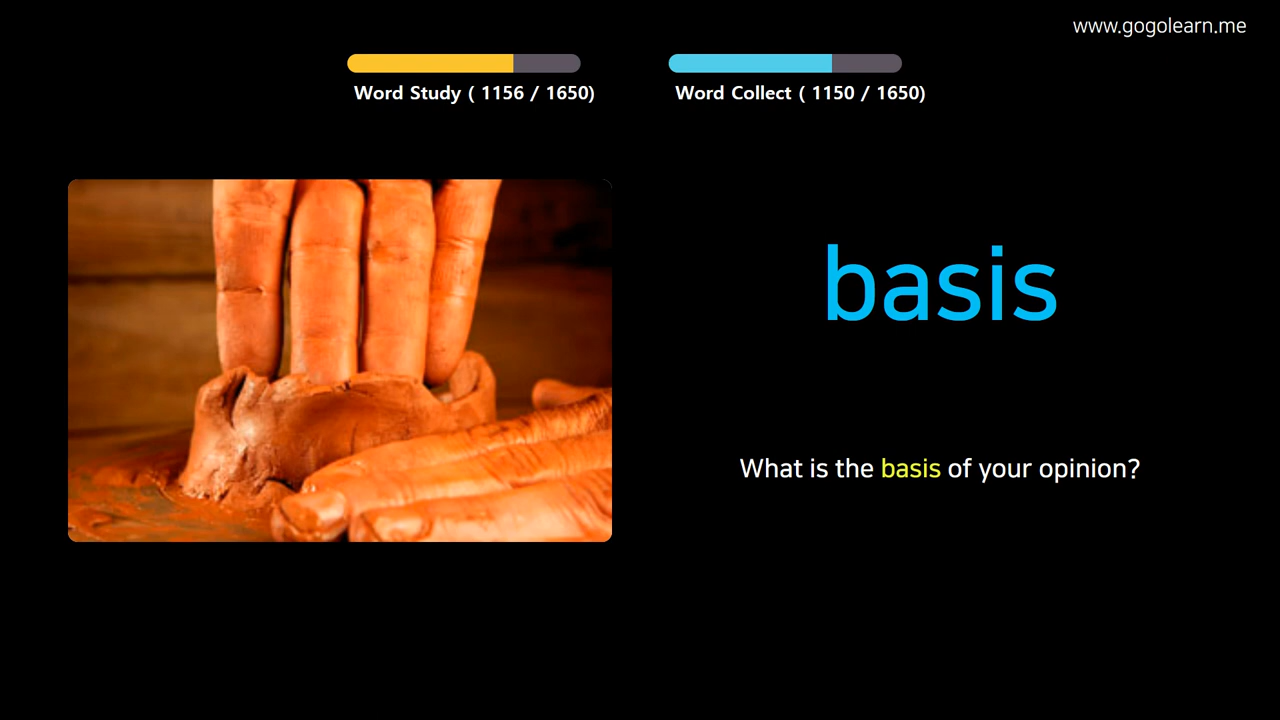 www.gogolearn.me
Word Study ( 1156 / 1650)
Word Collect ( 1150 / 1650)
basis
What is the basis of your opinion?